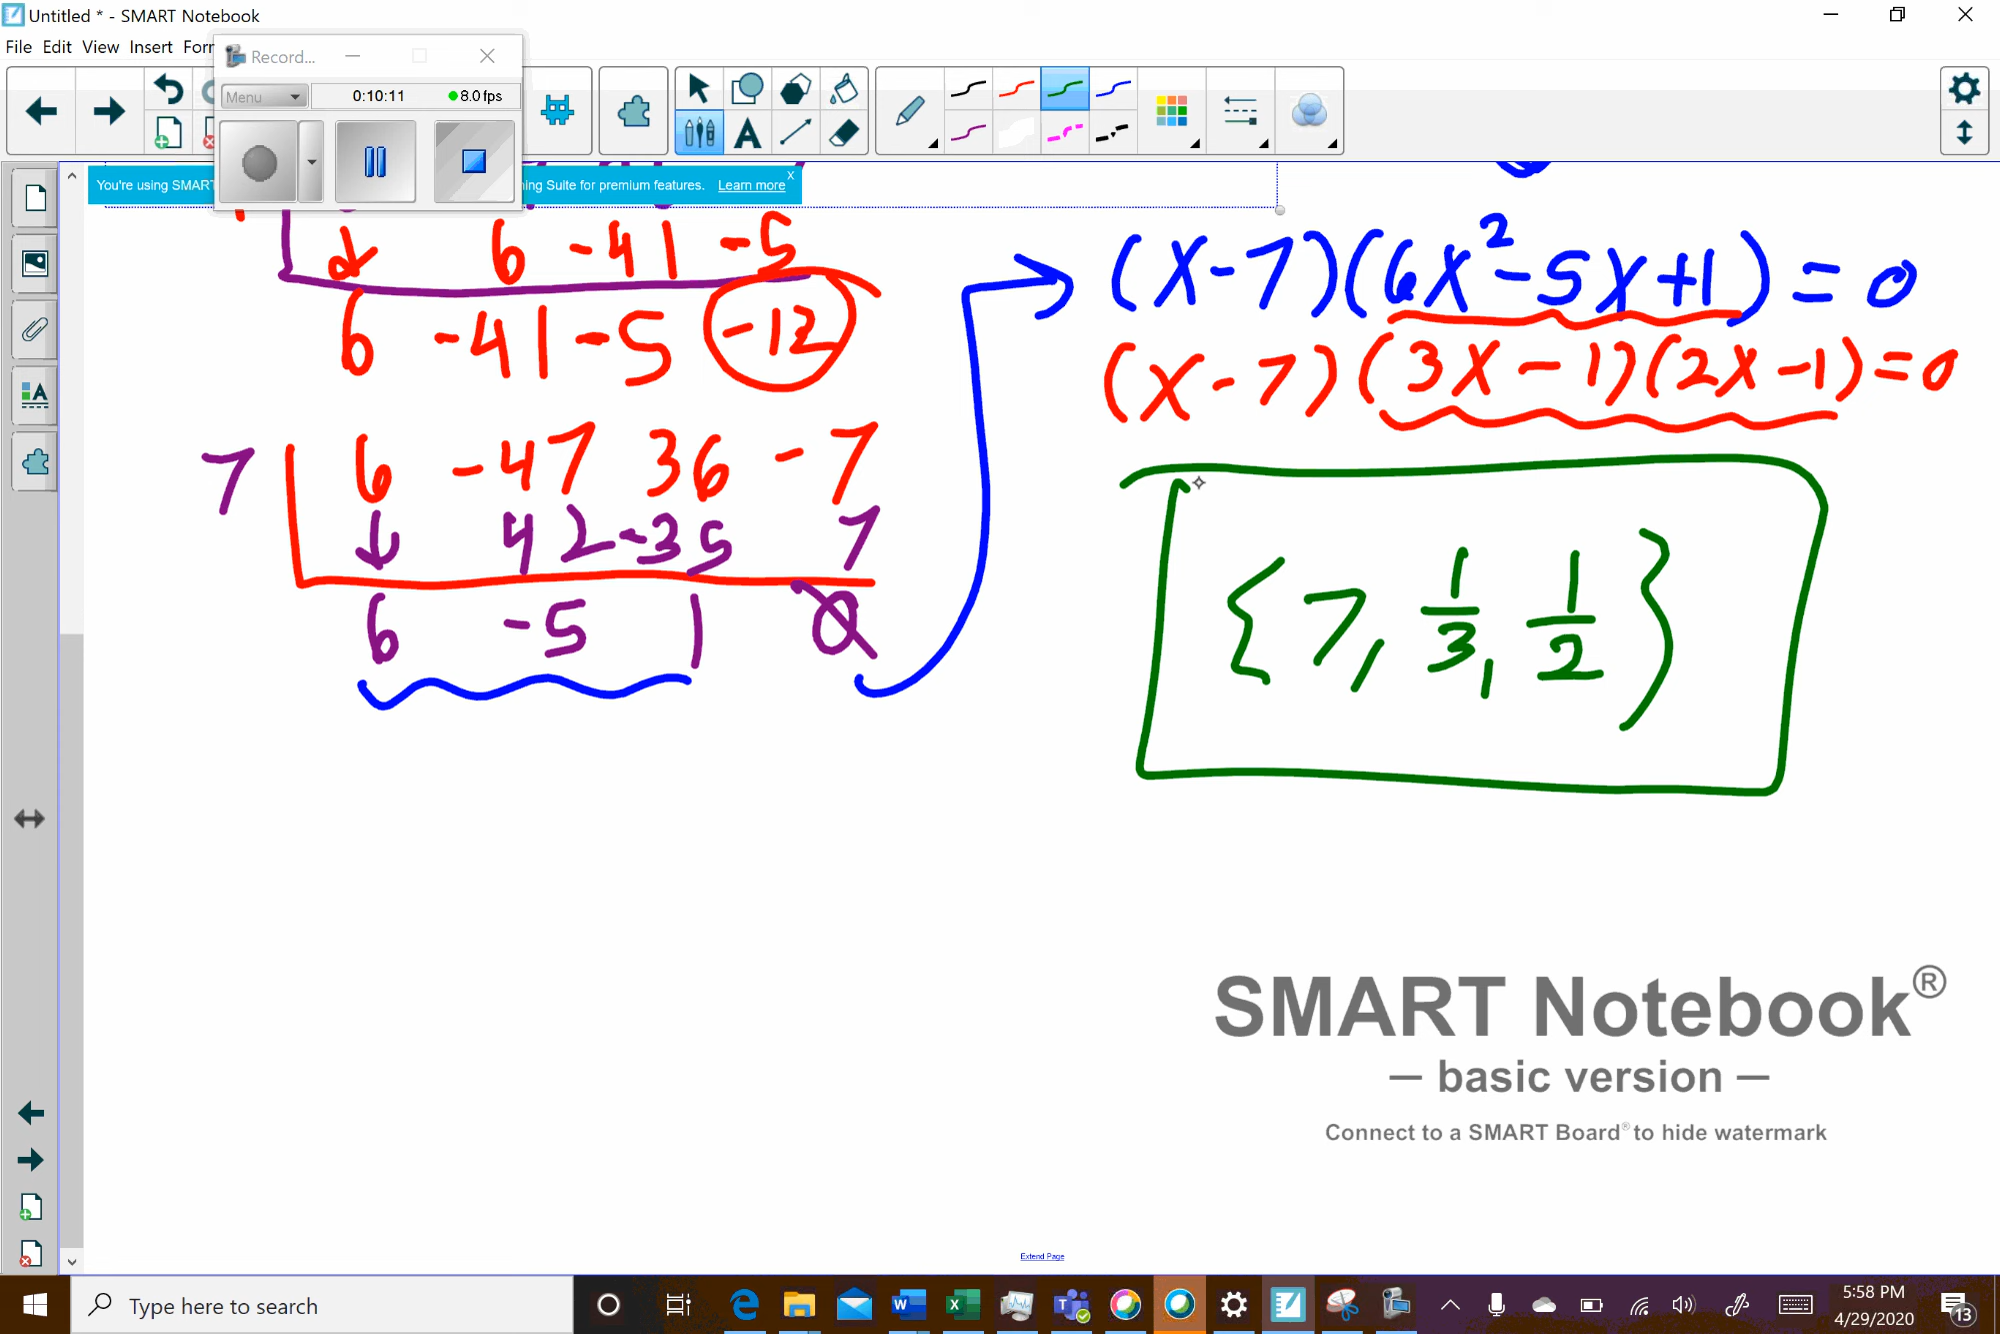 Untitled * - SMART Notebook
File Edit View Insert Forr
Record...
Menu 0:10:11 8.0 fps
You're using SMART ing Suite for premium features. Learn more x
6 -41 -5
6 -41 -5 -12
7 6 -47 36 -7
42 -35 7
6 -5 1 0
(x-7)(6x²-5x+1)=0
(x-7)(3x-1)(2x-1)=0
{7, 1/3, 1/2}
SMART Notebook®
— basic version —
Connect to a SMART Board® to hide watermark
Extend Page
Type here to search
5:58 PM
4/29/2020
13